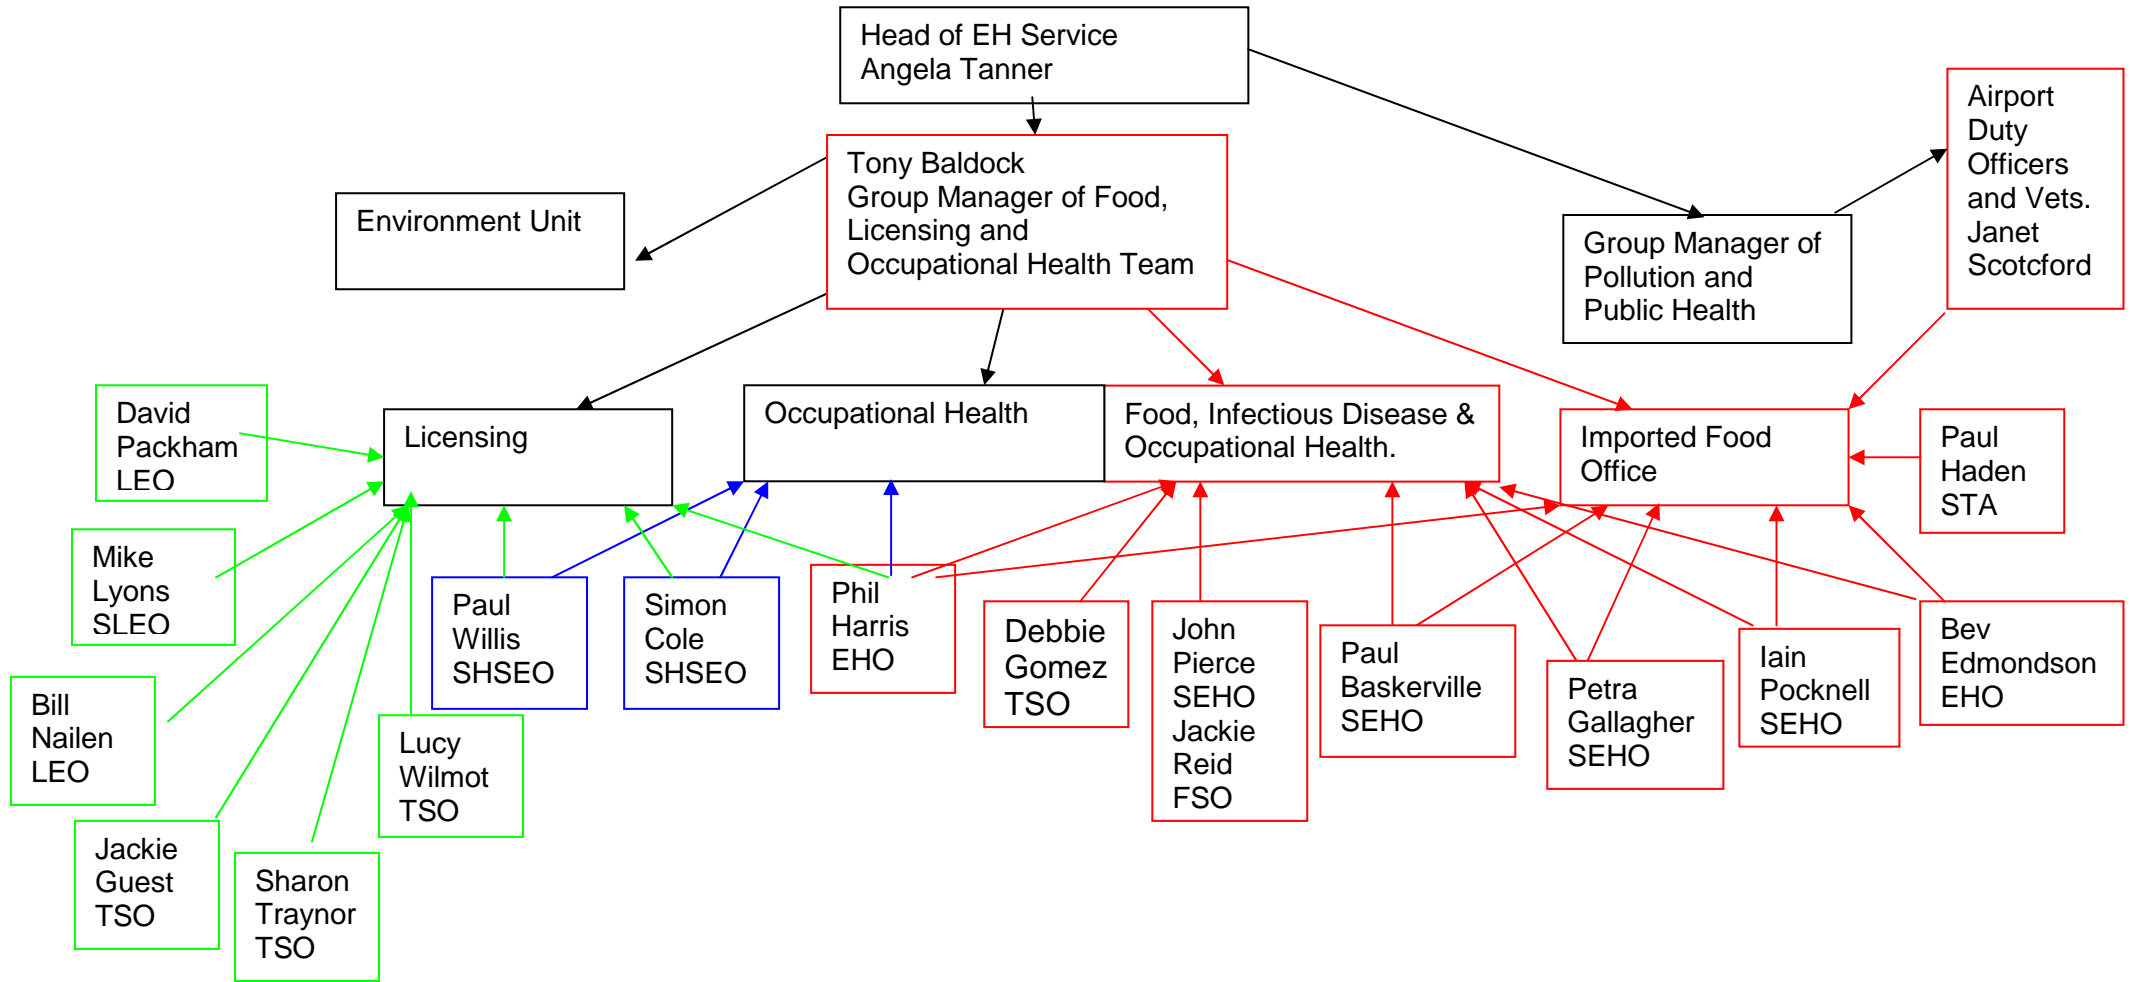 Head of EH Service
Angela Tanner
Airport
Duty
Officers
and Vets.
Janet
Scotcford
Tony Baldock
Group Manager of Food,
Licensing and
Occupational Health Team
Environment Unit
Group Manager of
Pollution and
Public Health
David
Packham
LEO
Licensing
Occupational Health
Food, Infectious Disease &
Occupational Health.
Imported Food
Office
Paul
Haden
STA
Mike
Lyons
SLEO
Paul
Willis
SHSEO
Simon
Cole
SHSEO
Phil
Harris
EHO
Debbie
Gomez
TSO
John
Pierce
SEHO
Jackie
Reid
FSO
Paul
Baskerville
SEHO
Petra
Gallagher
SEHO
Iain
Pocknell
SEHO
Bev
Edmondson
EHO
Bill
Nailen
LEO
Lucy
Wilmot
TSO
Jackie
Guest
TSO
Sharon
Traynor
TSO